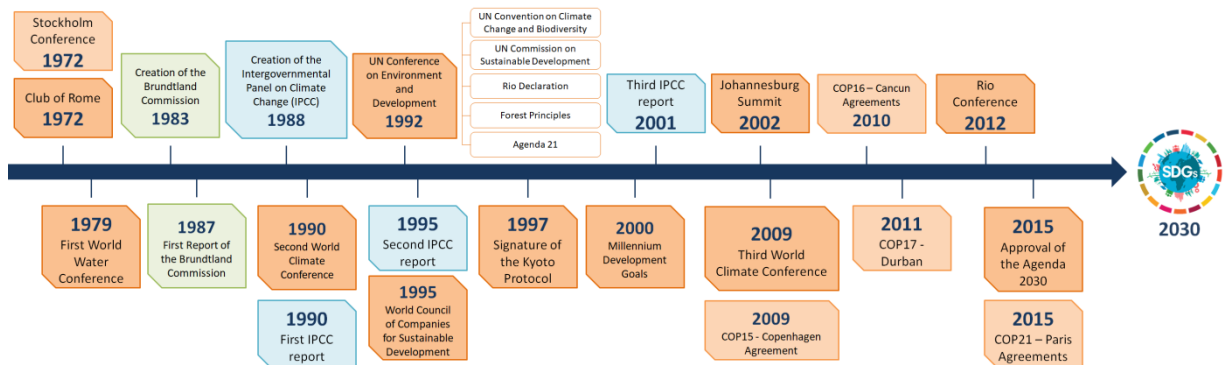 Stockholm
Conference
1972
Club of Rome
1972
Creation of the
Brundtland
Commission
1983
Creation of the
Intergovernmental
Panel on Climate
Change (IPCC)
1988
UN Conference
on Environment
and
Development
1992
UN Convention on Climate
Change and Biodiversity
UN Commission on
Sustainable Development
Rio Declaration
Forest Principles
Agenda 21
Third IPCC
report
2001
Johannesburg
Summit
2002
COP16 – Cancun
Agreements
2010
Rio
Conference
2012
SDGs
2030
1979
First World
Water
Conference
1987
First Report of
the Brundtland
Commission
1990
Second World
Climate
Conference
1990
First IPCC
report
1995
Second IPCC
report
1995
World Council
of Companies
for Sustainable
Development
1997
Signature of
the Kyoto
Protocol
2000
Millennium
Development
Goals
2009
Third World
Climate Conference
2009
COP15 - Copenhagen
Agreement
2011
COP17 -
Durban
2015
Approval of
the Agenda
2030
2015
COP21 – Paris
Agreements